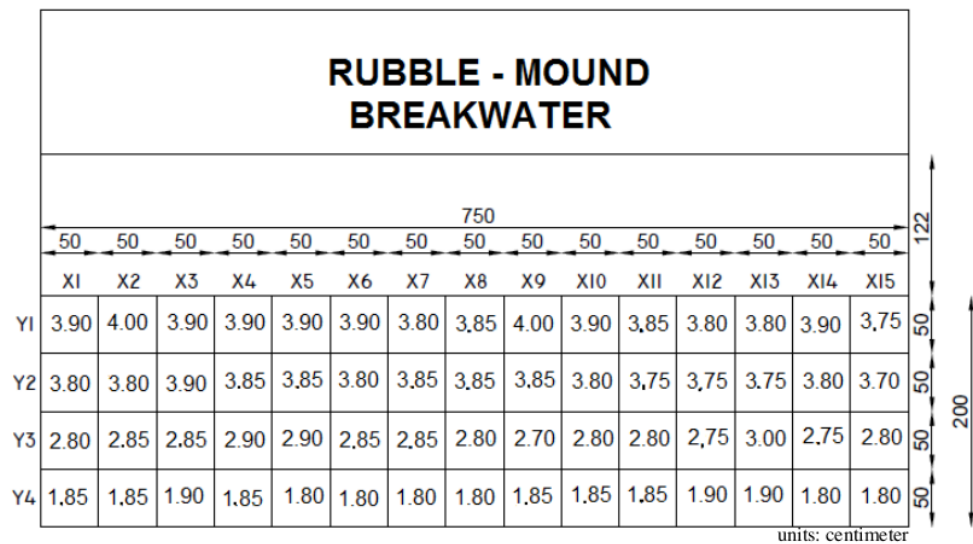 RUBBLE - MOUND
BREAKWATER
750
122
50 50 50 50 50 50 50 50 50 50 50 50 50 50 50
X1 X2 X3 X4 X5 X6 X7 X8 X9 X10 X11 X12 X13 X14 X15
Y1 3.90 4.00 3.90 3.90 3.90 3.90 3.80 3.85 4.00 3.90 3.85 3.80 3.80 3.90 3.75 50
Y2 3.80 3.80 3.90 3.85 3.85 3.80 3.85 3.85 3.85 3.80 3.75 3.75 3.75 3.80 3.70 50
200
Y3 2.80 2.85 2.85 2.90 2.90 2.85 2.85 2.80 2.70 2.80 2.80 2.75 3.00 2.75 2.80 50
Y4 1.85 1.85 1.90 1.85 1.80 1.80 1.80 1.80 1.85 1.85 1.85 1.90 1.90 1.80 1.80 50
units: centimeter